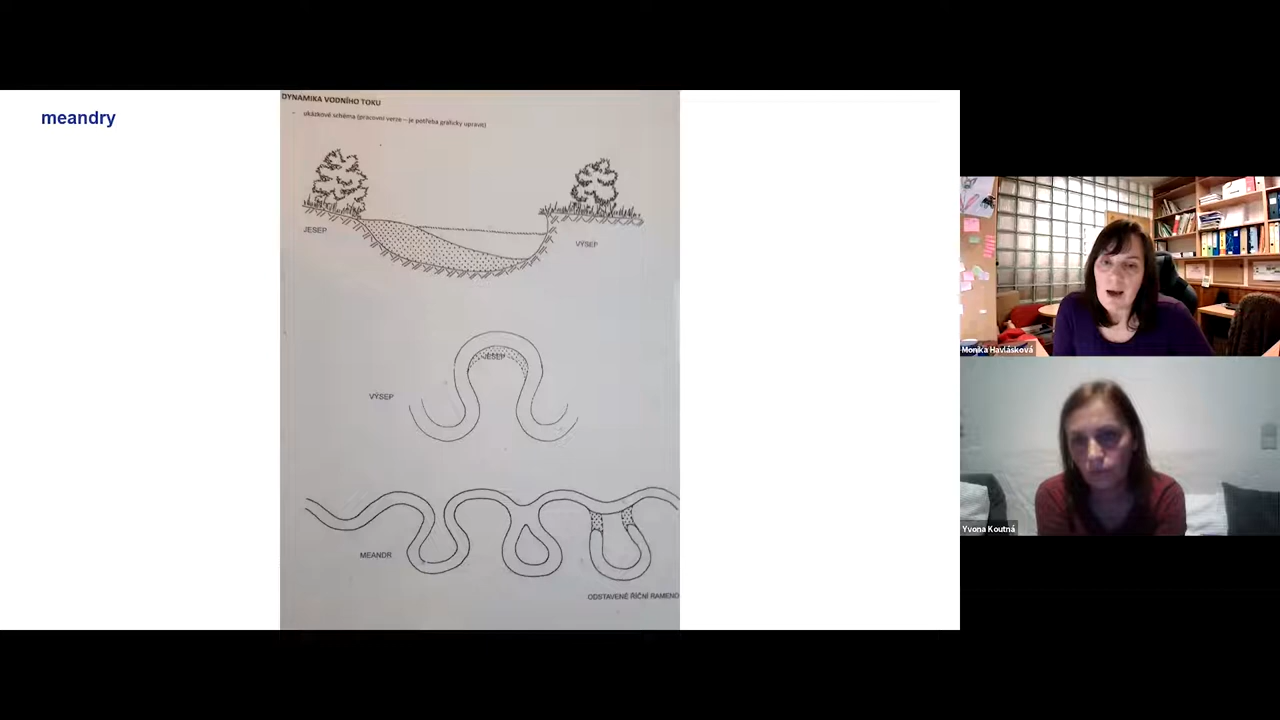 meandry
DYNAMIKA VODNÍHO TOKU
- ukázkové schéma (pracovní verze – je potřeba graficky upravit)
JESEP
VÝSEP
JESEP
VÝSEP
MEANDR
ODSTAVENÉ ŘÍČNÍ RAMENO
Monika Havlásková
Yvona Koutná